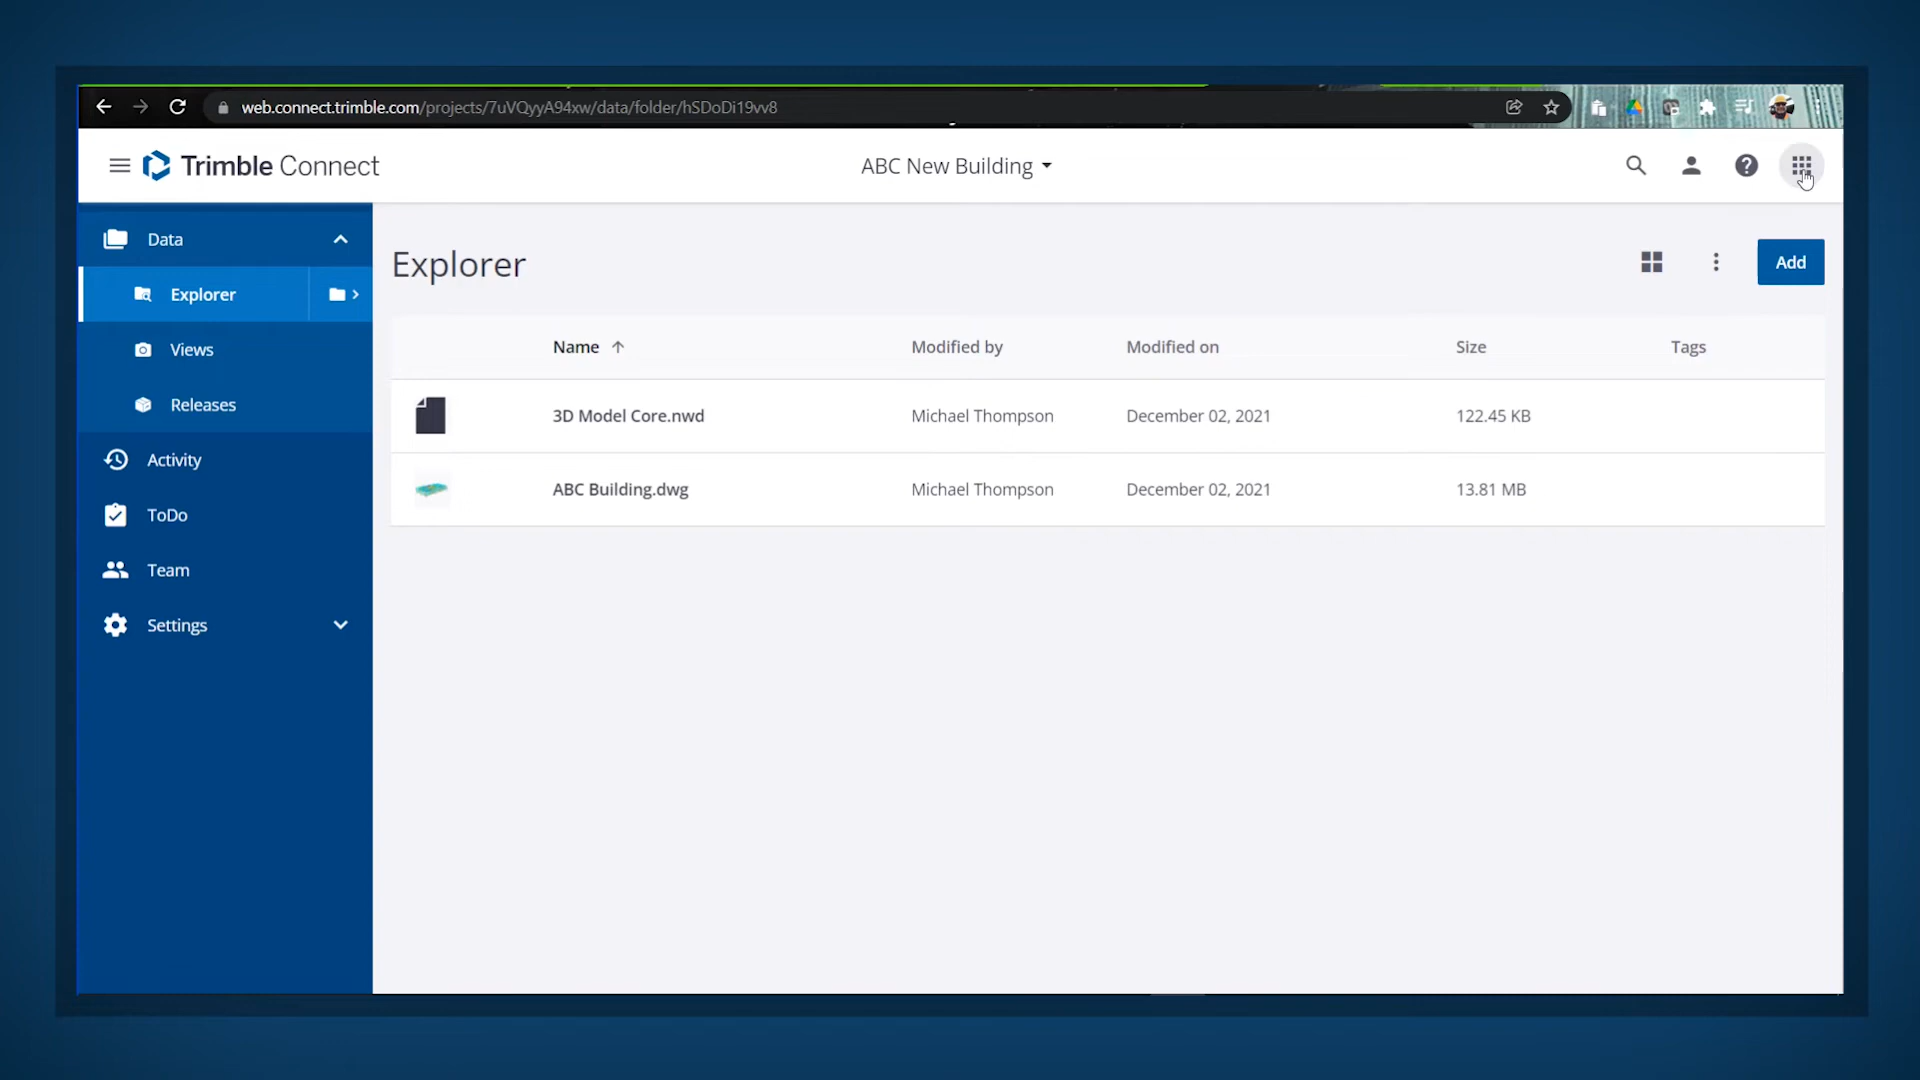 web.connect.trimble.com/projects/7uVQyyA94xw/data/folder/hSDoDi19vv8
Trimble Connect
ABC New Building
Data
Explorer
Views
Releases
Activity
ToDo
Team
Settings
Explorer
Add
Name Modified by Modified on Size Tags
3D Model Core.nwd Michael Thompson December 02, 2021 122.45 KB
ABC Building.dwg Michael Thompson December 02, 2021 13.81 MB